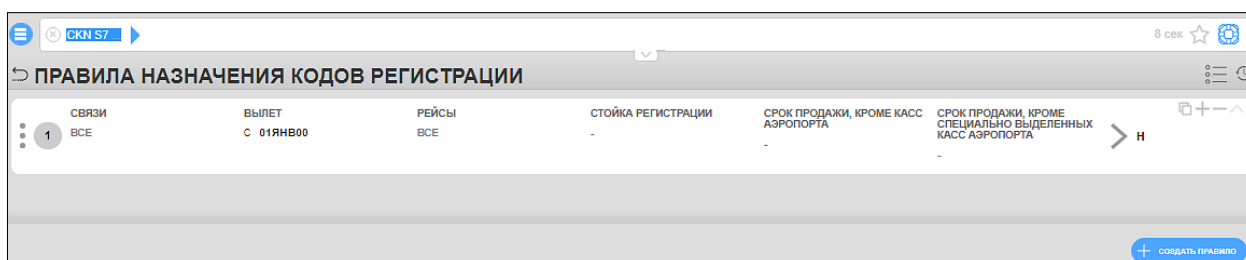 CKN S7 ...
8 сек
ПРАВИЛА НАЗНАЧЕНИЯ КОДОВ РЕГИСТРАЦИИ
СВЯЗИ ВЫЛЕТ РЕЙСЫ СТОЙКА РЕГИСТРАЦИИ СРОК ПРОДАЖИ, КРОМЕ КАСС АЭРОПОРТА СРОК ПРОДАЖИ, КРОМЕ СПЕЦИАЛЬНО ВЫДЕЛЕННЫХ КАСС АЭРОПОРТА
1 ВСЕ С 01ЯНВ00 ВСЕ - - - Н
СОЗДАТЬ ПРАВИЛО